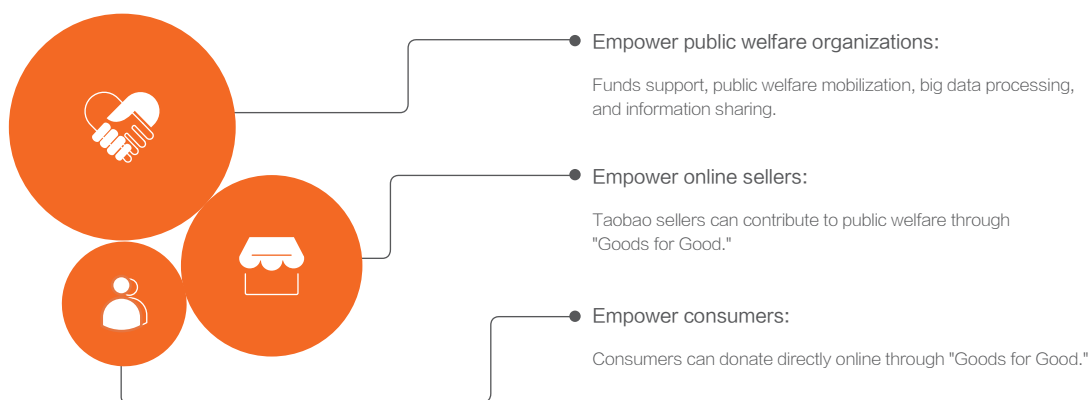 Empower public welfare organizations:
Funds support, public welfare mobilization, big data processing,
and information sharing.
Empower online sellers:
Taobao sellers can contribute to public welfare through
"Goods for Good."
Empower consumers:
Consumers can donate directly online through "Goods for Good."